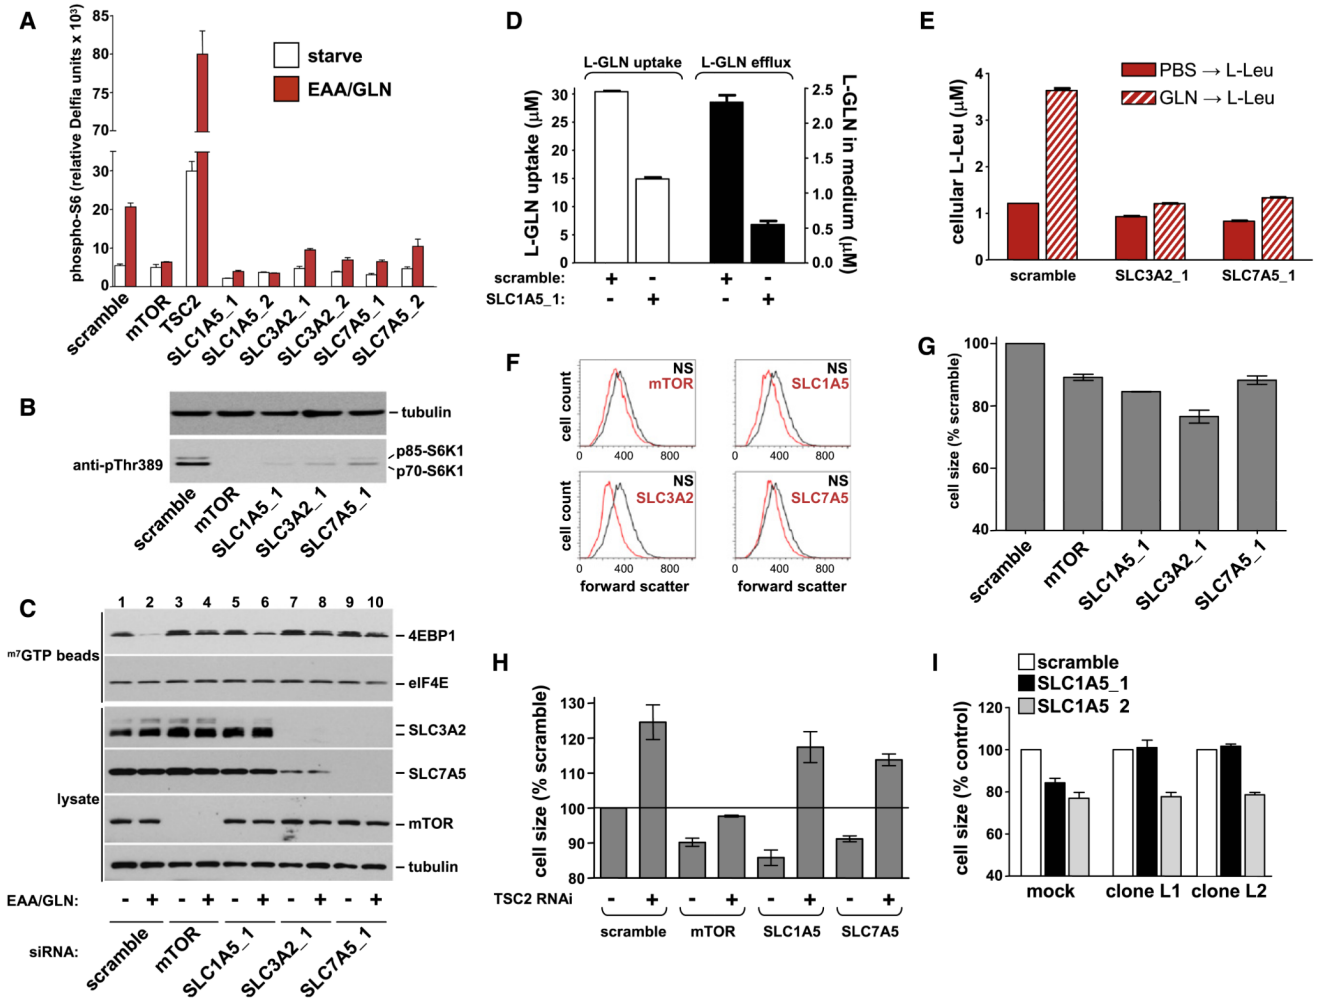 A
phospho-S6 (relative Delfia units x 10³)
85
80
75
70
30
20
10
0
starve
EAA/GLN
scramble
mTOR
TSC2
SLC1A5_1
SLC1A5_2
SLC3A2_1
SLC3A2_2
SLC7A5_1
SLC7A5_2
B
tubulin
anti-pThr389
p85-S6K1
p70-S6K1
scramble
mTOR
SLC1A5_1
SLC3A2_1
SLC7A5_1
C
1 2 3 4 5 6 7 8 9 10
m7GTP beads
4EBP1
eIF4E
lysate
SLC3A2
SLC7A5
mTOR
tubulin
EAA/GLN: - + - + - + - + - +
siRNA:
scramble
mTOR
SLC1A5_1
SLC3A2_1
SLC7A5_1
D
L-GLN uptake
L-GLN efflux
L-GLN uptake (μM)
30
25
20
15
10
5
0
L-GLN in medium (μM)
2.5
2.0
1.5
1.0
0.5
0.0
scramble: + - + -
SLC1A5_1: - + - +
E
PBS → L-Leu
GLN → L-Leu
cellular L-Leu (μM)
4
3
2
1
0
scramble SLC3A2_1 SLC7A5_1
F
cell count
NS
mTOR
0 400 800
NS
SLC1A5
0 400 800
cell count
NS
SLC3A2
0 400 800
forward scatter
NS
SLC7A5
0 400 800
forward scatter
G
cell size (% scramble)
100
80
60
40
scramble
mTOR
SLC1A5_1
SLC3A2_1
SLC7A5_1
H
cell size (% scramble)
130
120
110
100
90
80
TSC2 RNAi - + - + - + - +
scramble mTOR SLC1A5 SLC7A5
I
scramble
SLC1A5_1
SLC1A5_2
cell size (% control)
120
100
80
60
40
mock clone L1 clone L2